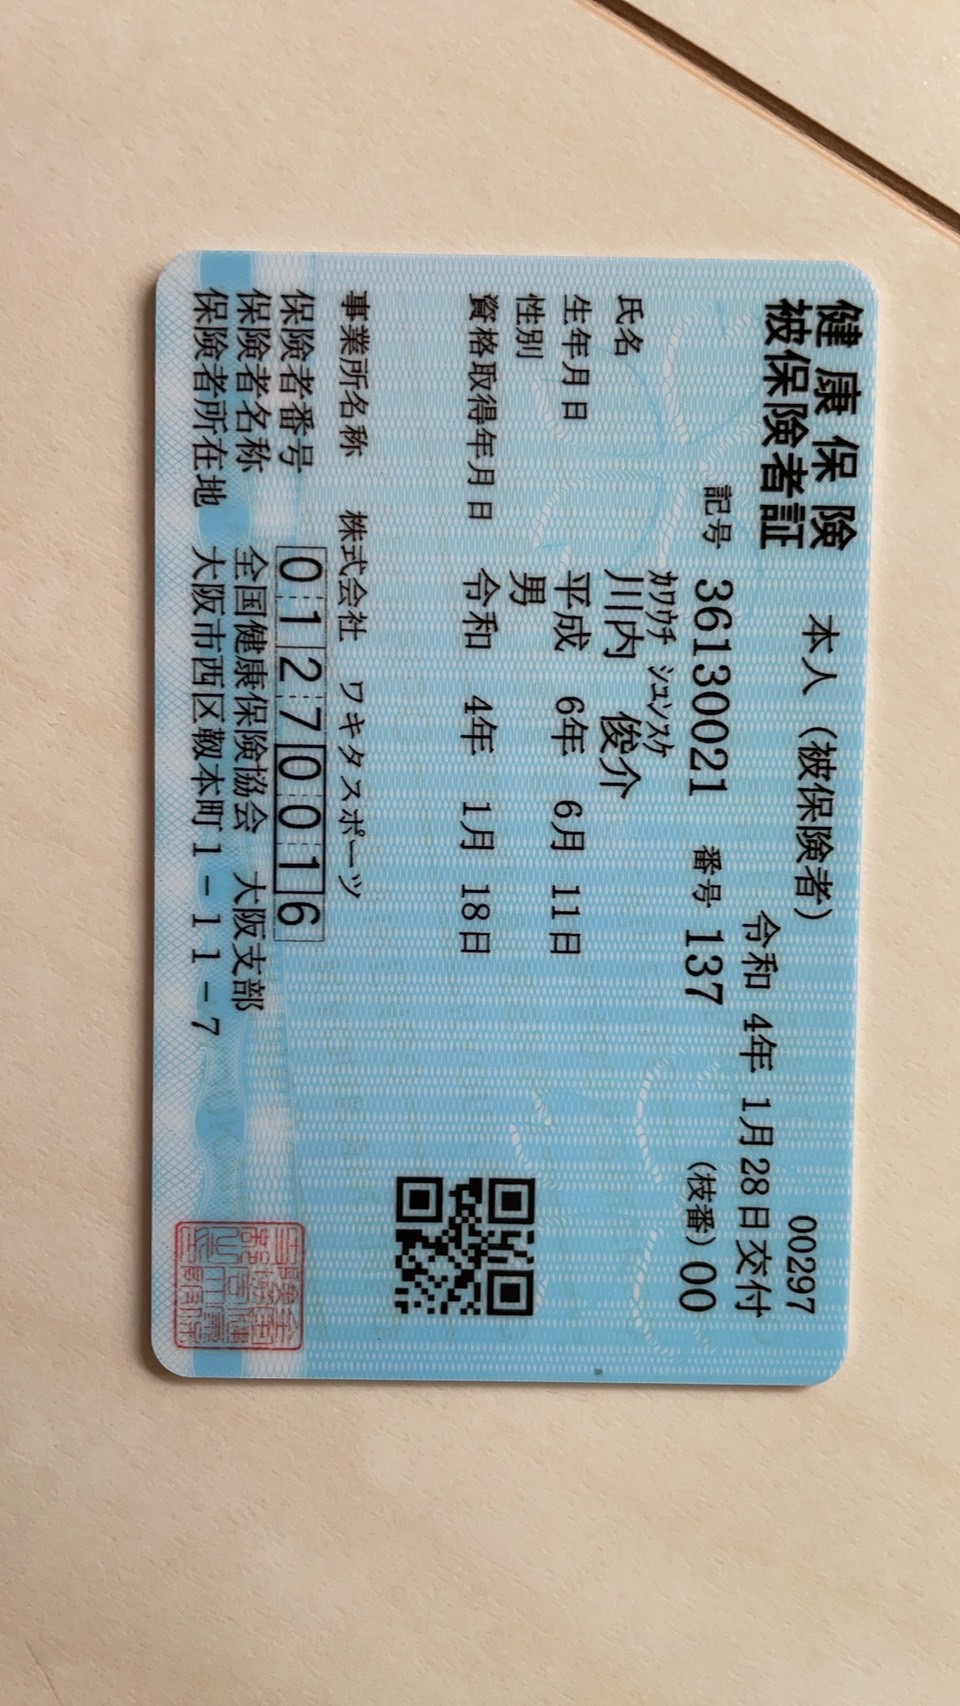 健康保険 本人（被保険者） 00297
被保険者証 令和 4年 1月 28日交付
記号 36130021 番号 137 (枝番) 00
ｶﾜｳﾁ ｼﾕﾝｽｹ
氏名 川内 俊介
生年月日 平成 6年 6月 11日
性別 男
資格取得年月日 令和 4年 1月 18日
事業所名称 株式会社 ワキタスポーツ
保険者番号 01270016
保険者名称 全国健康保険協会 大阪支部
保険者所在地 大阪市西区靱本町1-11-7